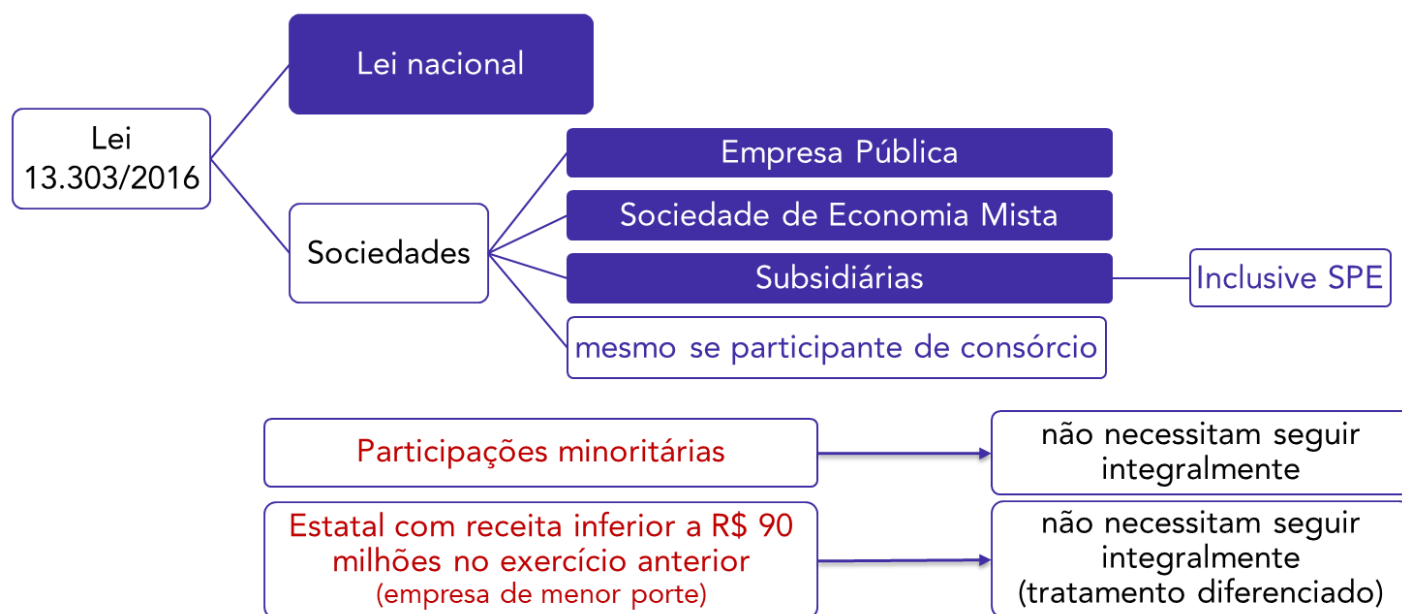 Lei nacional
Lei
13.303/2016
Sociedades
Empresa Pública
Sociedade de Economia Mista
Subsidiárias
Inclusive SPE
mesmo se participante de consórcio
Participações minoritárias
não necessitam seguir
integralmente
Estatal com receita inferior a R$ 90
milhões no exercício anterior
(empresa de menor porte)
não necessitam seguir
integralmente
(tratamento diferenciado)